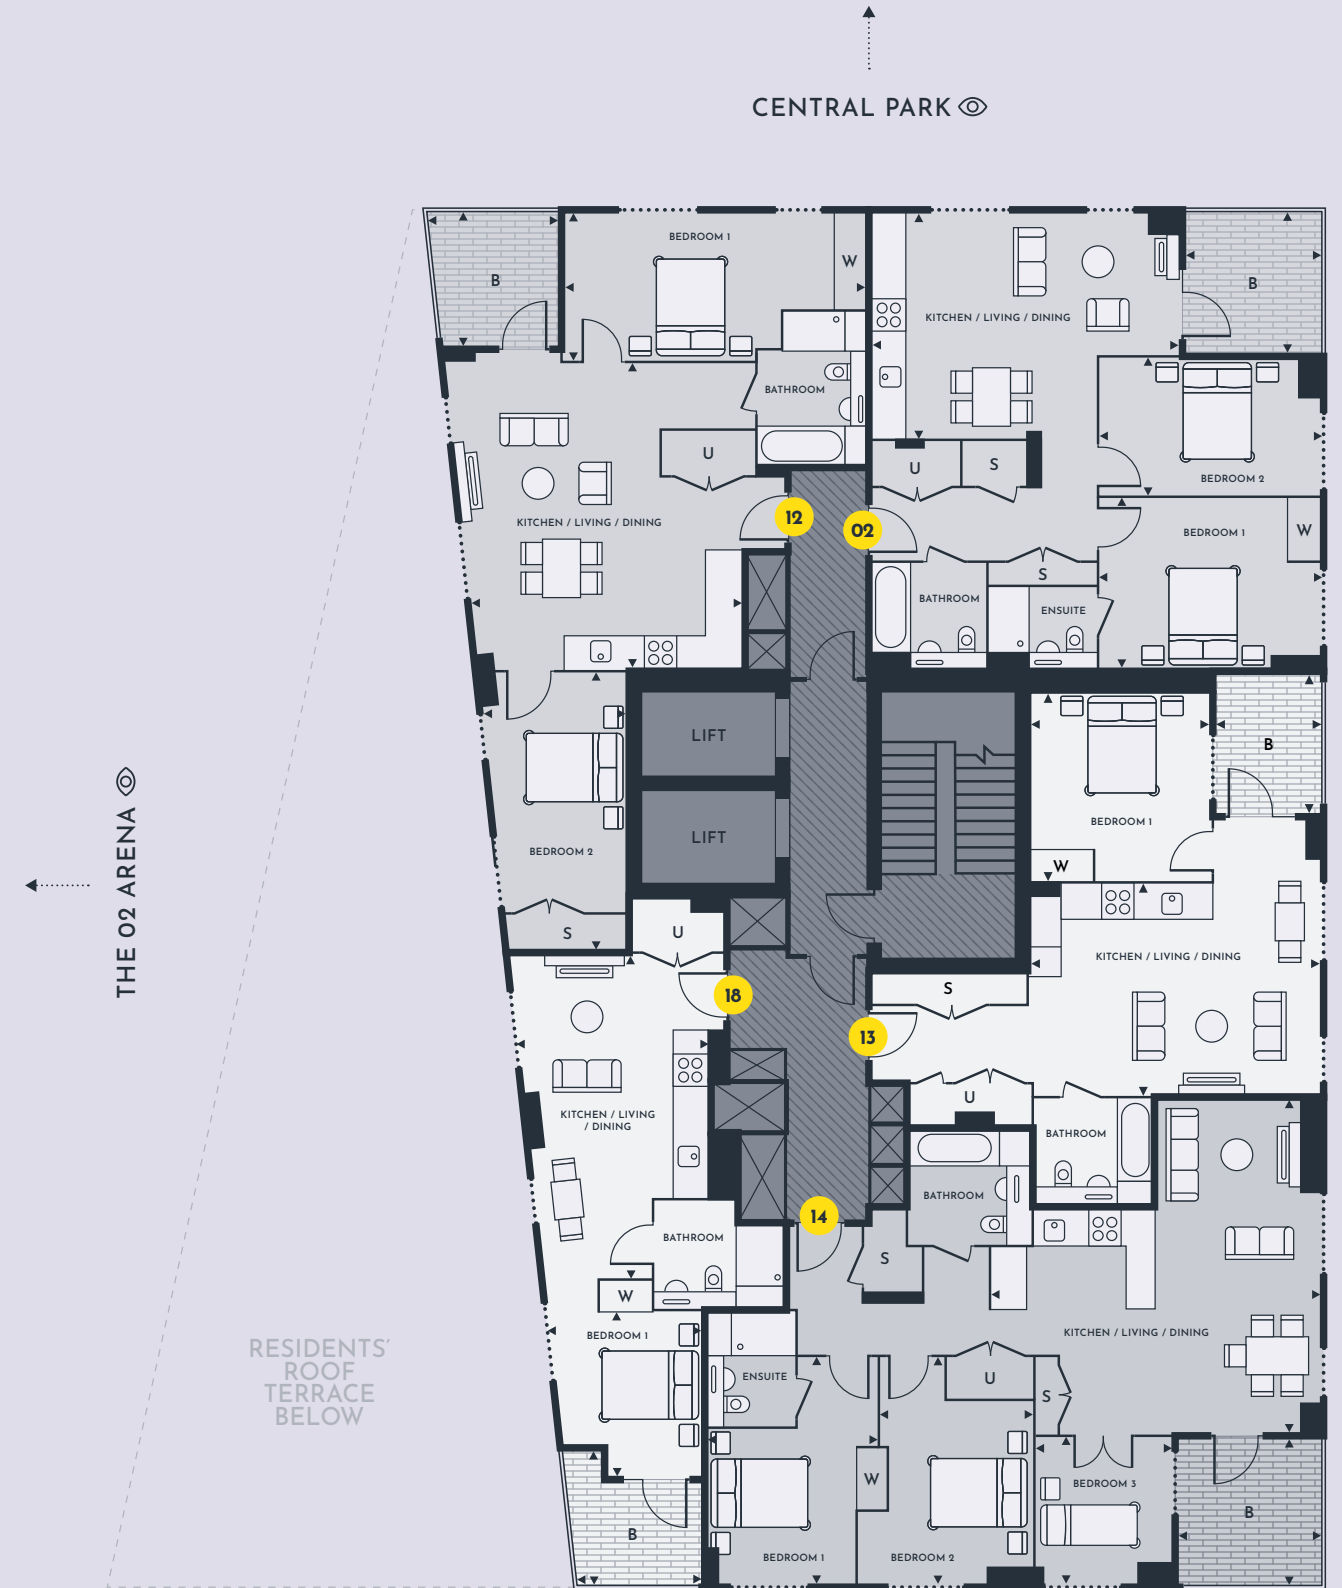 CENTRAL PARK
BEDROOM 1
W
B
B
KITCHEN / LIVING / DINING
BATHROOM
U
U
S
BEDROOM 2
KITCHEN / LIVING / DINING
12
02
BEDROOM 1
W
S
BATHROOM
ENSUITE
LIFT
LIFT
B
BEDROOM 1
W
BEDROOM 2
S
U
THE O2 ARENA
KITCHEN / LIVING / DINING
18
S
13
U
KITCHEN / LIVING
/ DINING
BATHROOM
BATHROOM
14
BATHROOM
S
W
BEDROOM 1
KITCHEN / LIVING / DINING
RESIDENTS'
ROOF
TERRACE
BELOW
ENSUITE
U
S
W
BEDROOM 3
B
B
BEDROOM 1
BEDROOM 2